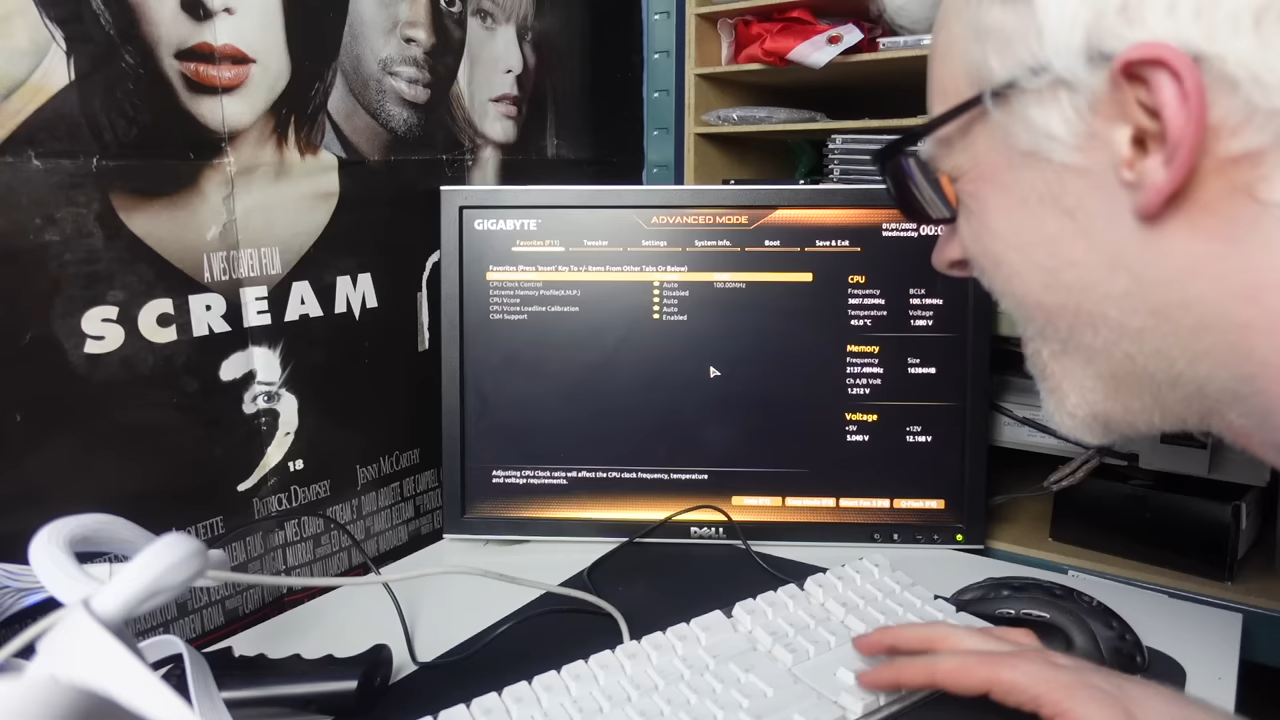 A WES CRAVEN FILM
SCREAM
3
18
PATRICK DEMPSEY
JENNY McCARTHY
ANDREW RONA
GIGABYTE™
ADVANCED MODE
01/01/2020
Wednesday
Favorites (F11)
Tweaker
Settings
System Info.
Boot
Save & Exit
Favorites (Press 'Insert' Key To +/- Items From Other Tabs Or Below)
CPU Clock Control Auto 100.00MHz
Extreme Memory Profile(X.M.P.) Disabled
CPU Vcore Auto
CPU Vcore Loadline Calibration Auto
CSM Support Enabled
CPU
Frequency BCLK
3607.02MHz 100.19MHz
Temperature Voltage
45.0 °C 1.080 V
Memory
Frequency Size
2137.49MHz 16384MB
Ch A/B Volt
1.212 V
Voltage
+5V +12V
5.040 V 12.168 V
Adjusting CPU Clock ratio will affect the CPU clock frequency, temperature
and voltage requirements.
Q-Flash (F8)
DELL